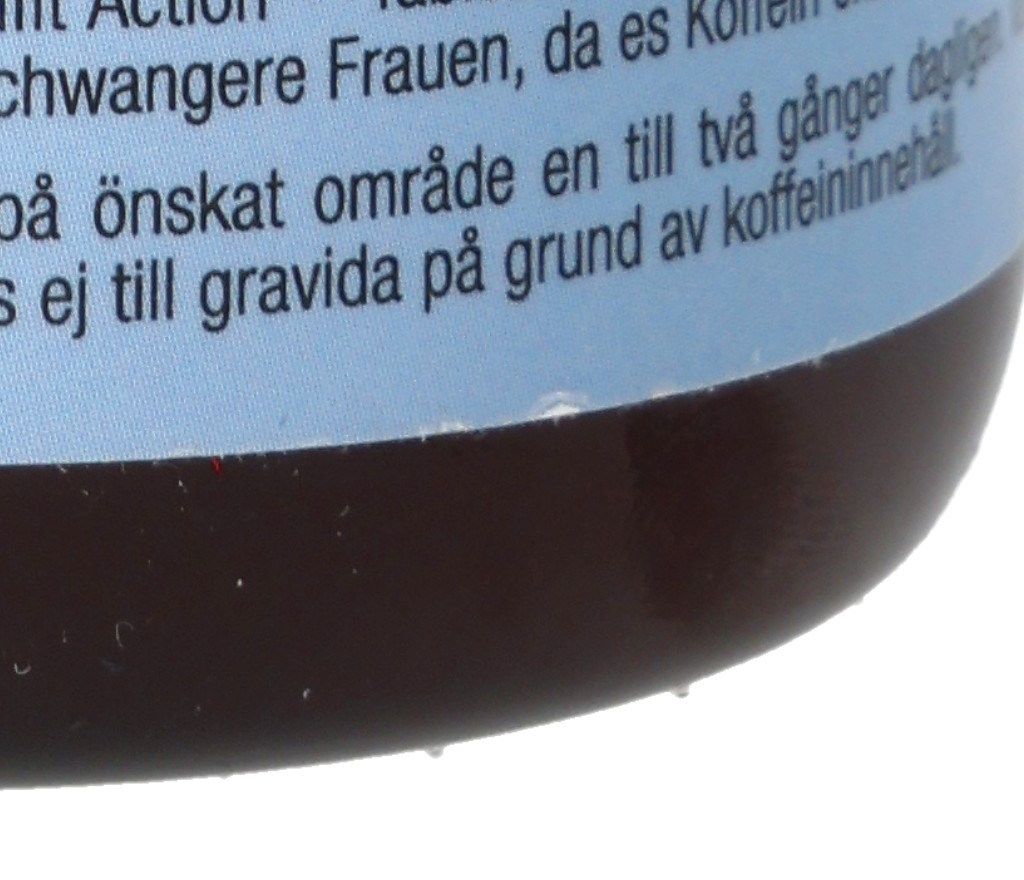 Action
chwangere Frauen, da es Koffein
på önskat område en till två gånger dagligen.
s ej till gravida på grund av koffeininnehåll.